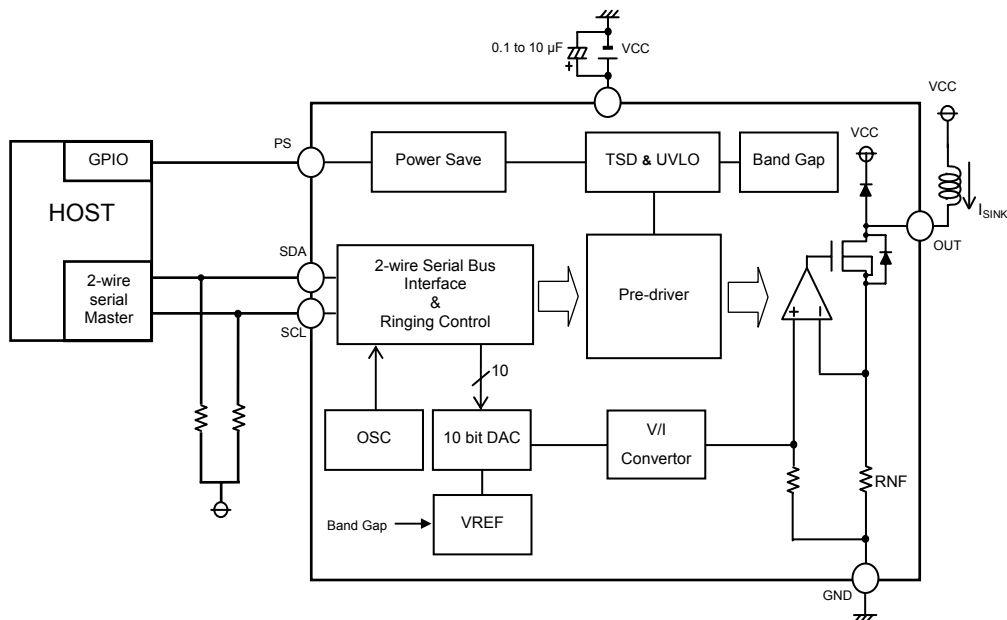 0.1 to 10 µF
+
VCC
VCC
PS
GPIO
Power Save
TSD & UVLO
Band Gap
VCC
HOST
ISINK
OUT
SDA
2-wire
serial
Master
2-wire Serial Bus
Interface
&
Ringing Control
Pre-driver
SCL
+
–
10
OSC
10 bit DAC
V/I
Convertor
RNF
Band Gap
VREF
GND